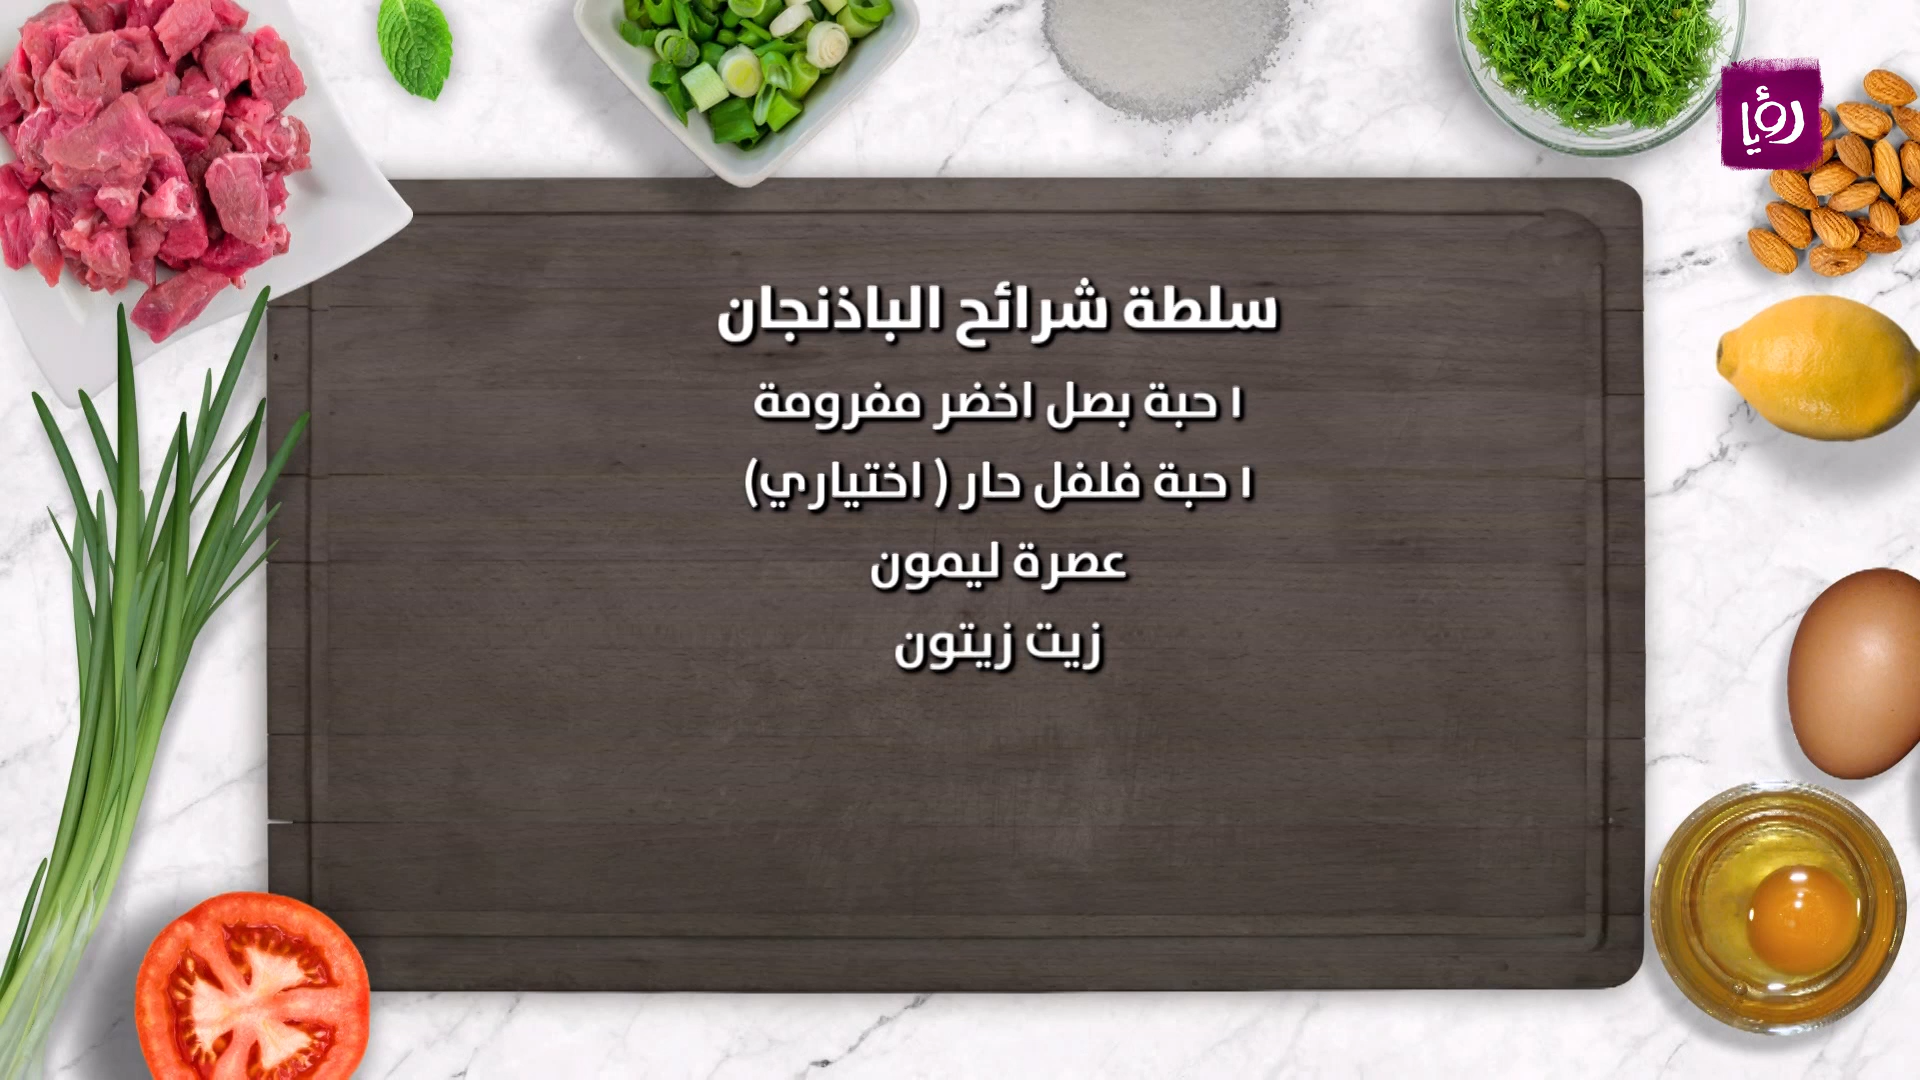 رؤيا
سلطة شرائح الباذنجان
١ حبة بصل اخضر مفرومة
١ حبة فلفل حار ( اختياري)
عصرة ليمون
زيت زيتون